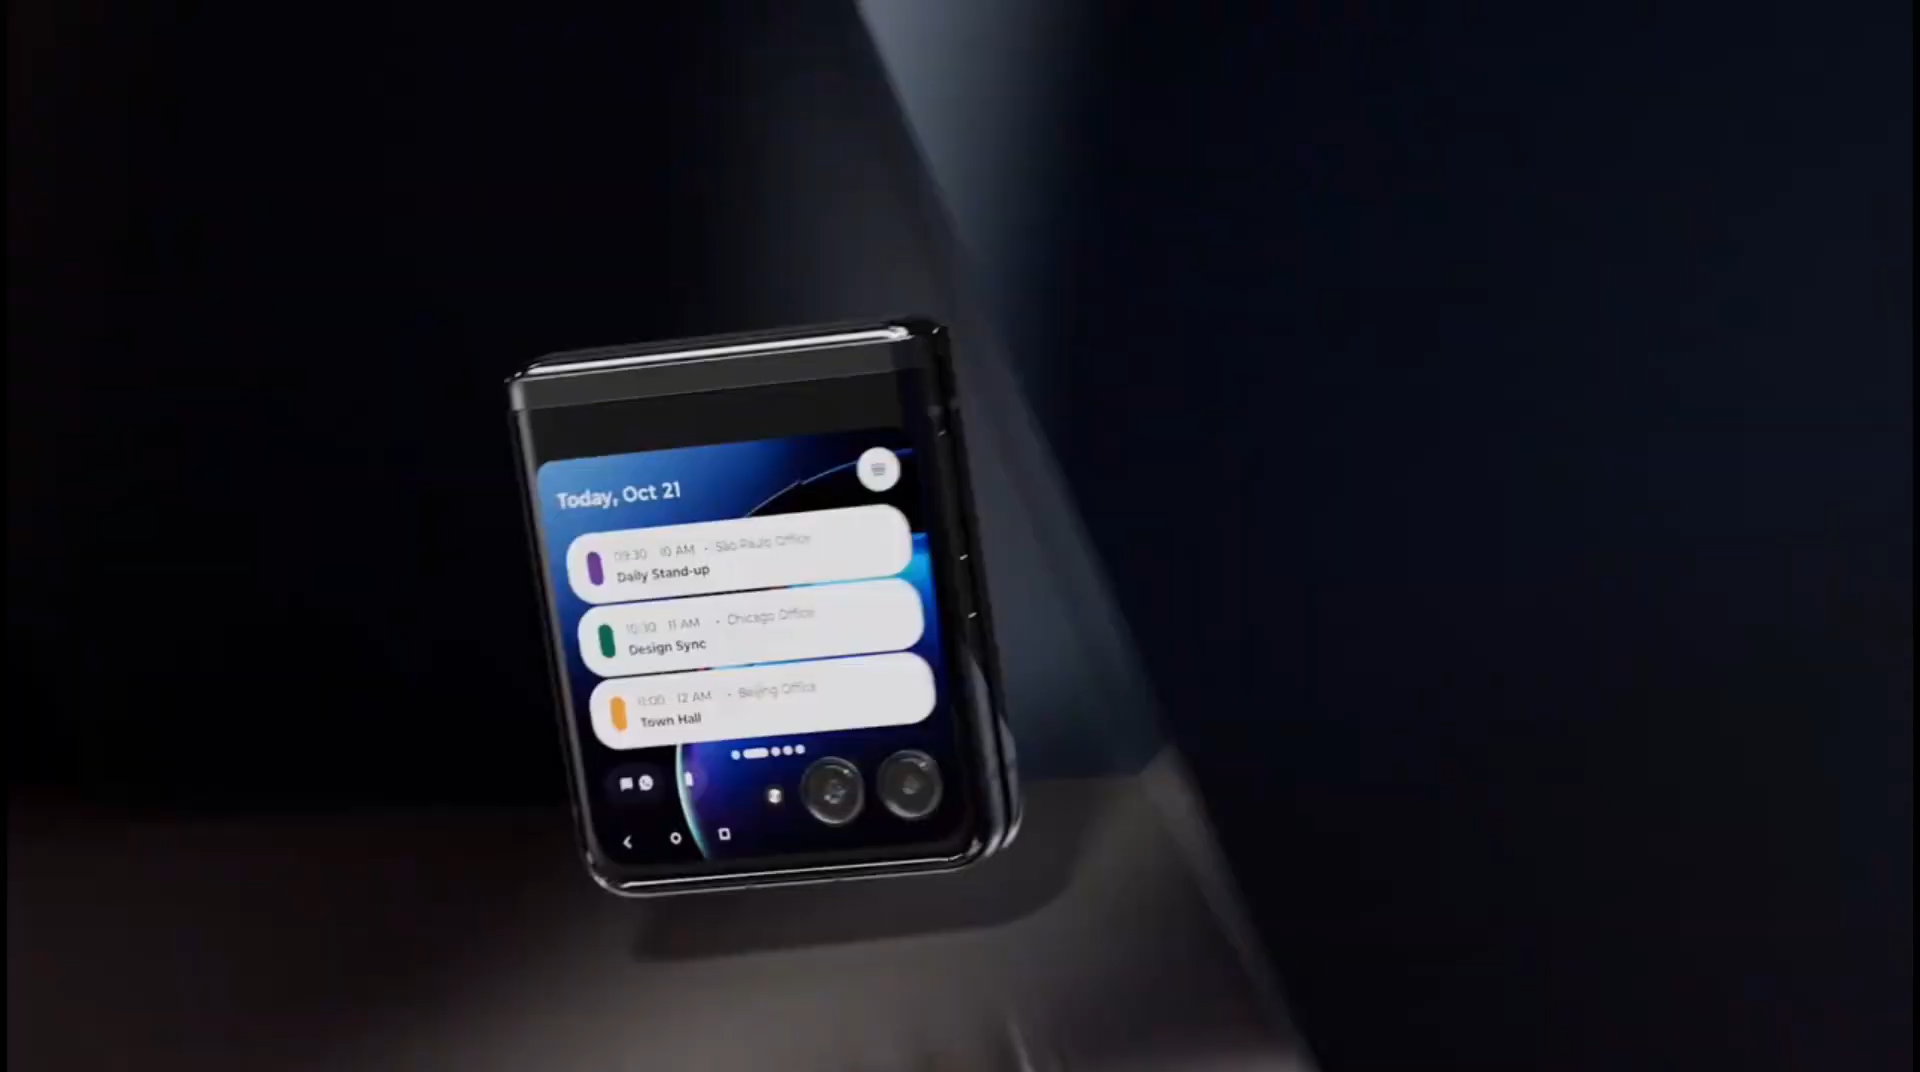 Today, Oct 21
09:30 10 AM • São Paulo Office
Daily Stand-up
10:30 11 AM • Chicago Office
Design Sync
11:00 12 AM • Beijing Office
Town Hall